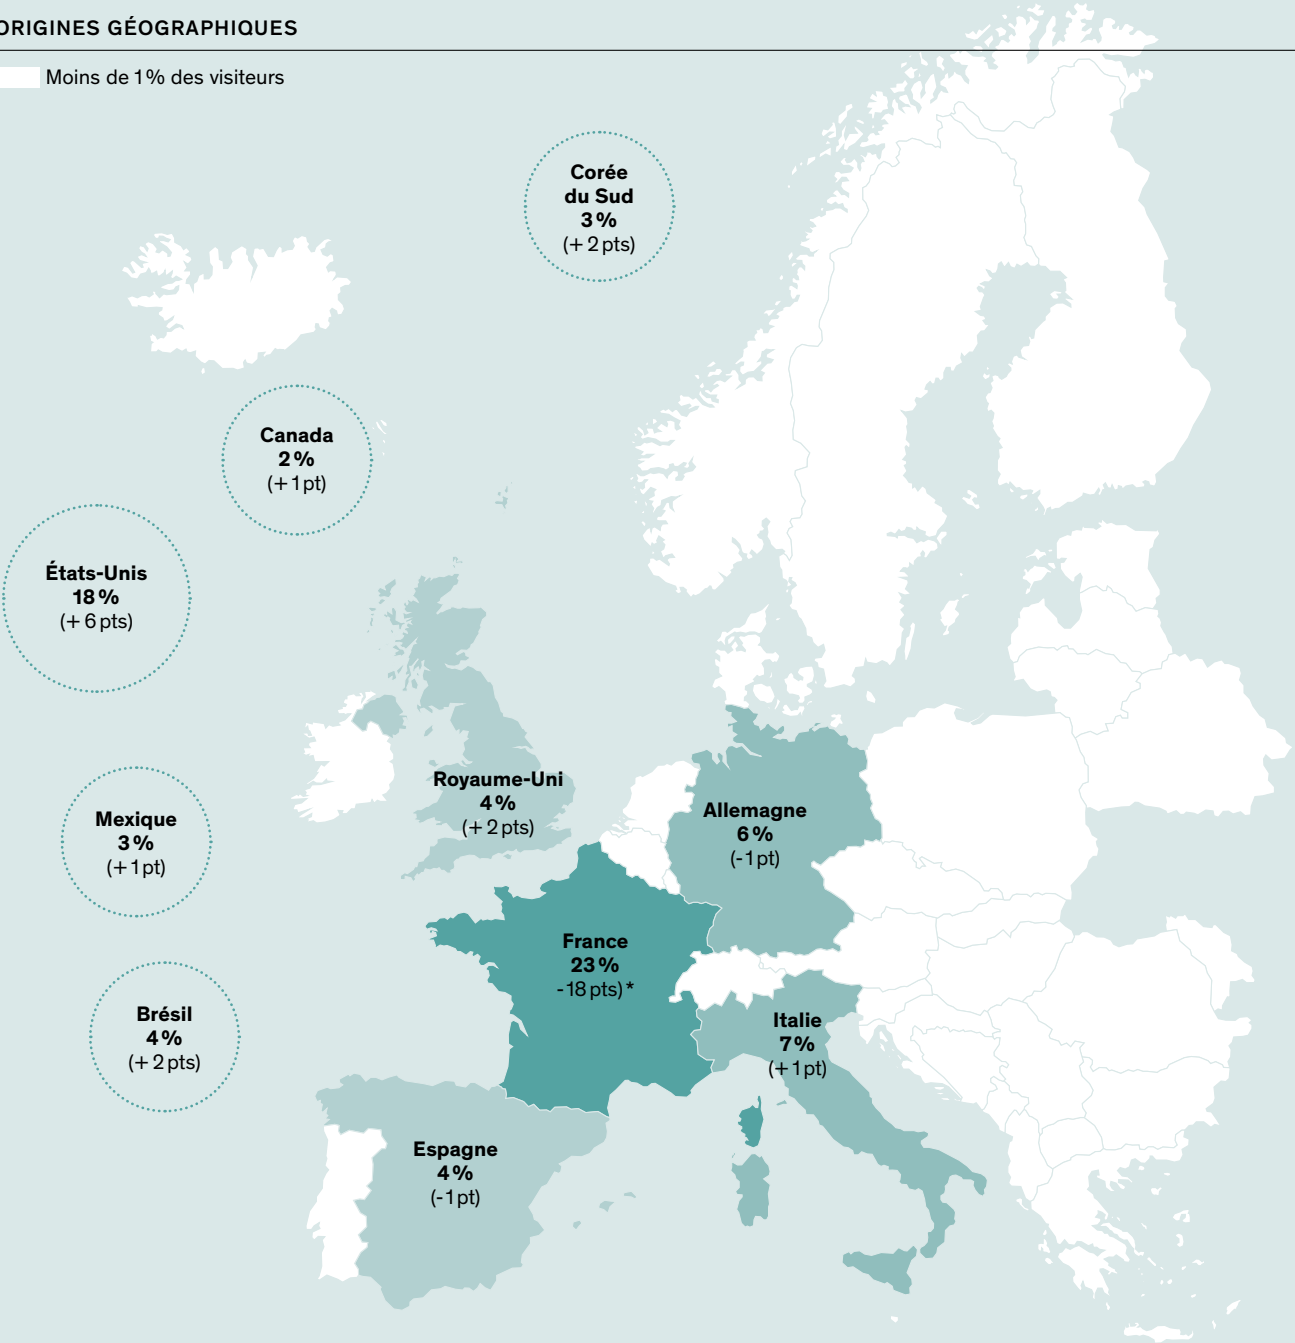 ORIGINES GÉOGRAPHIQUES
Moins de 1 % des visiteurs
Corée
du Sud
3 %
(+ 2 pts)
Canada
2 %
(+ 1 pt)
États-Unis
18 %
(+ 6 pts)
Royaume-Uni
4 %
(+ 2 pts)
Allemagne
6 %
(- 1 pt)
Mexique
3 %
(+ 1 pt)
France
23 %
- 18 pts) *
Brésil
4 %
(+ 2 pts)
Italie
7 %
(+ 1 pt)
Espagne
4 %
(- 1 pt)